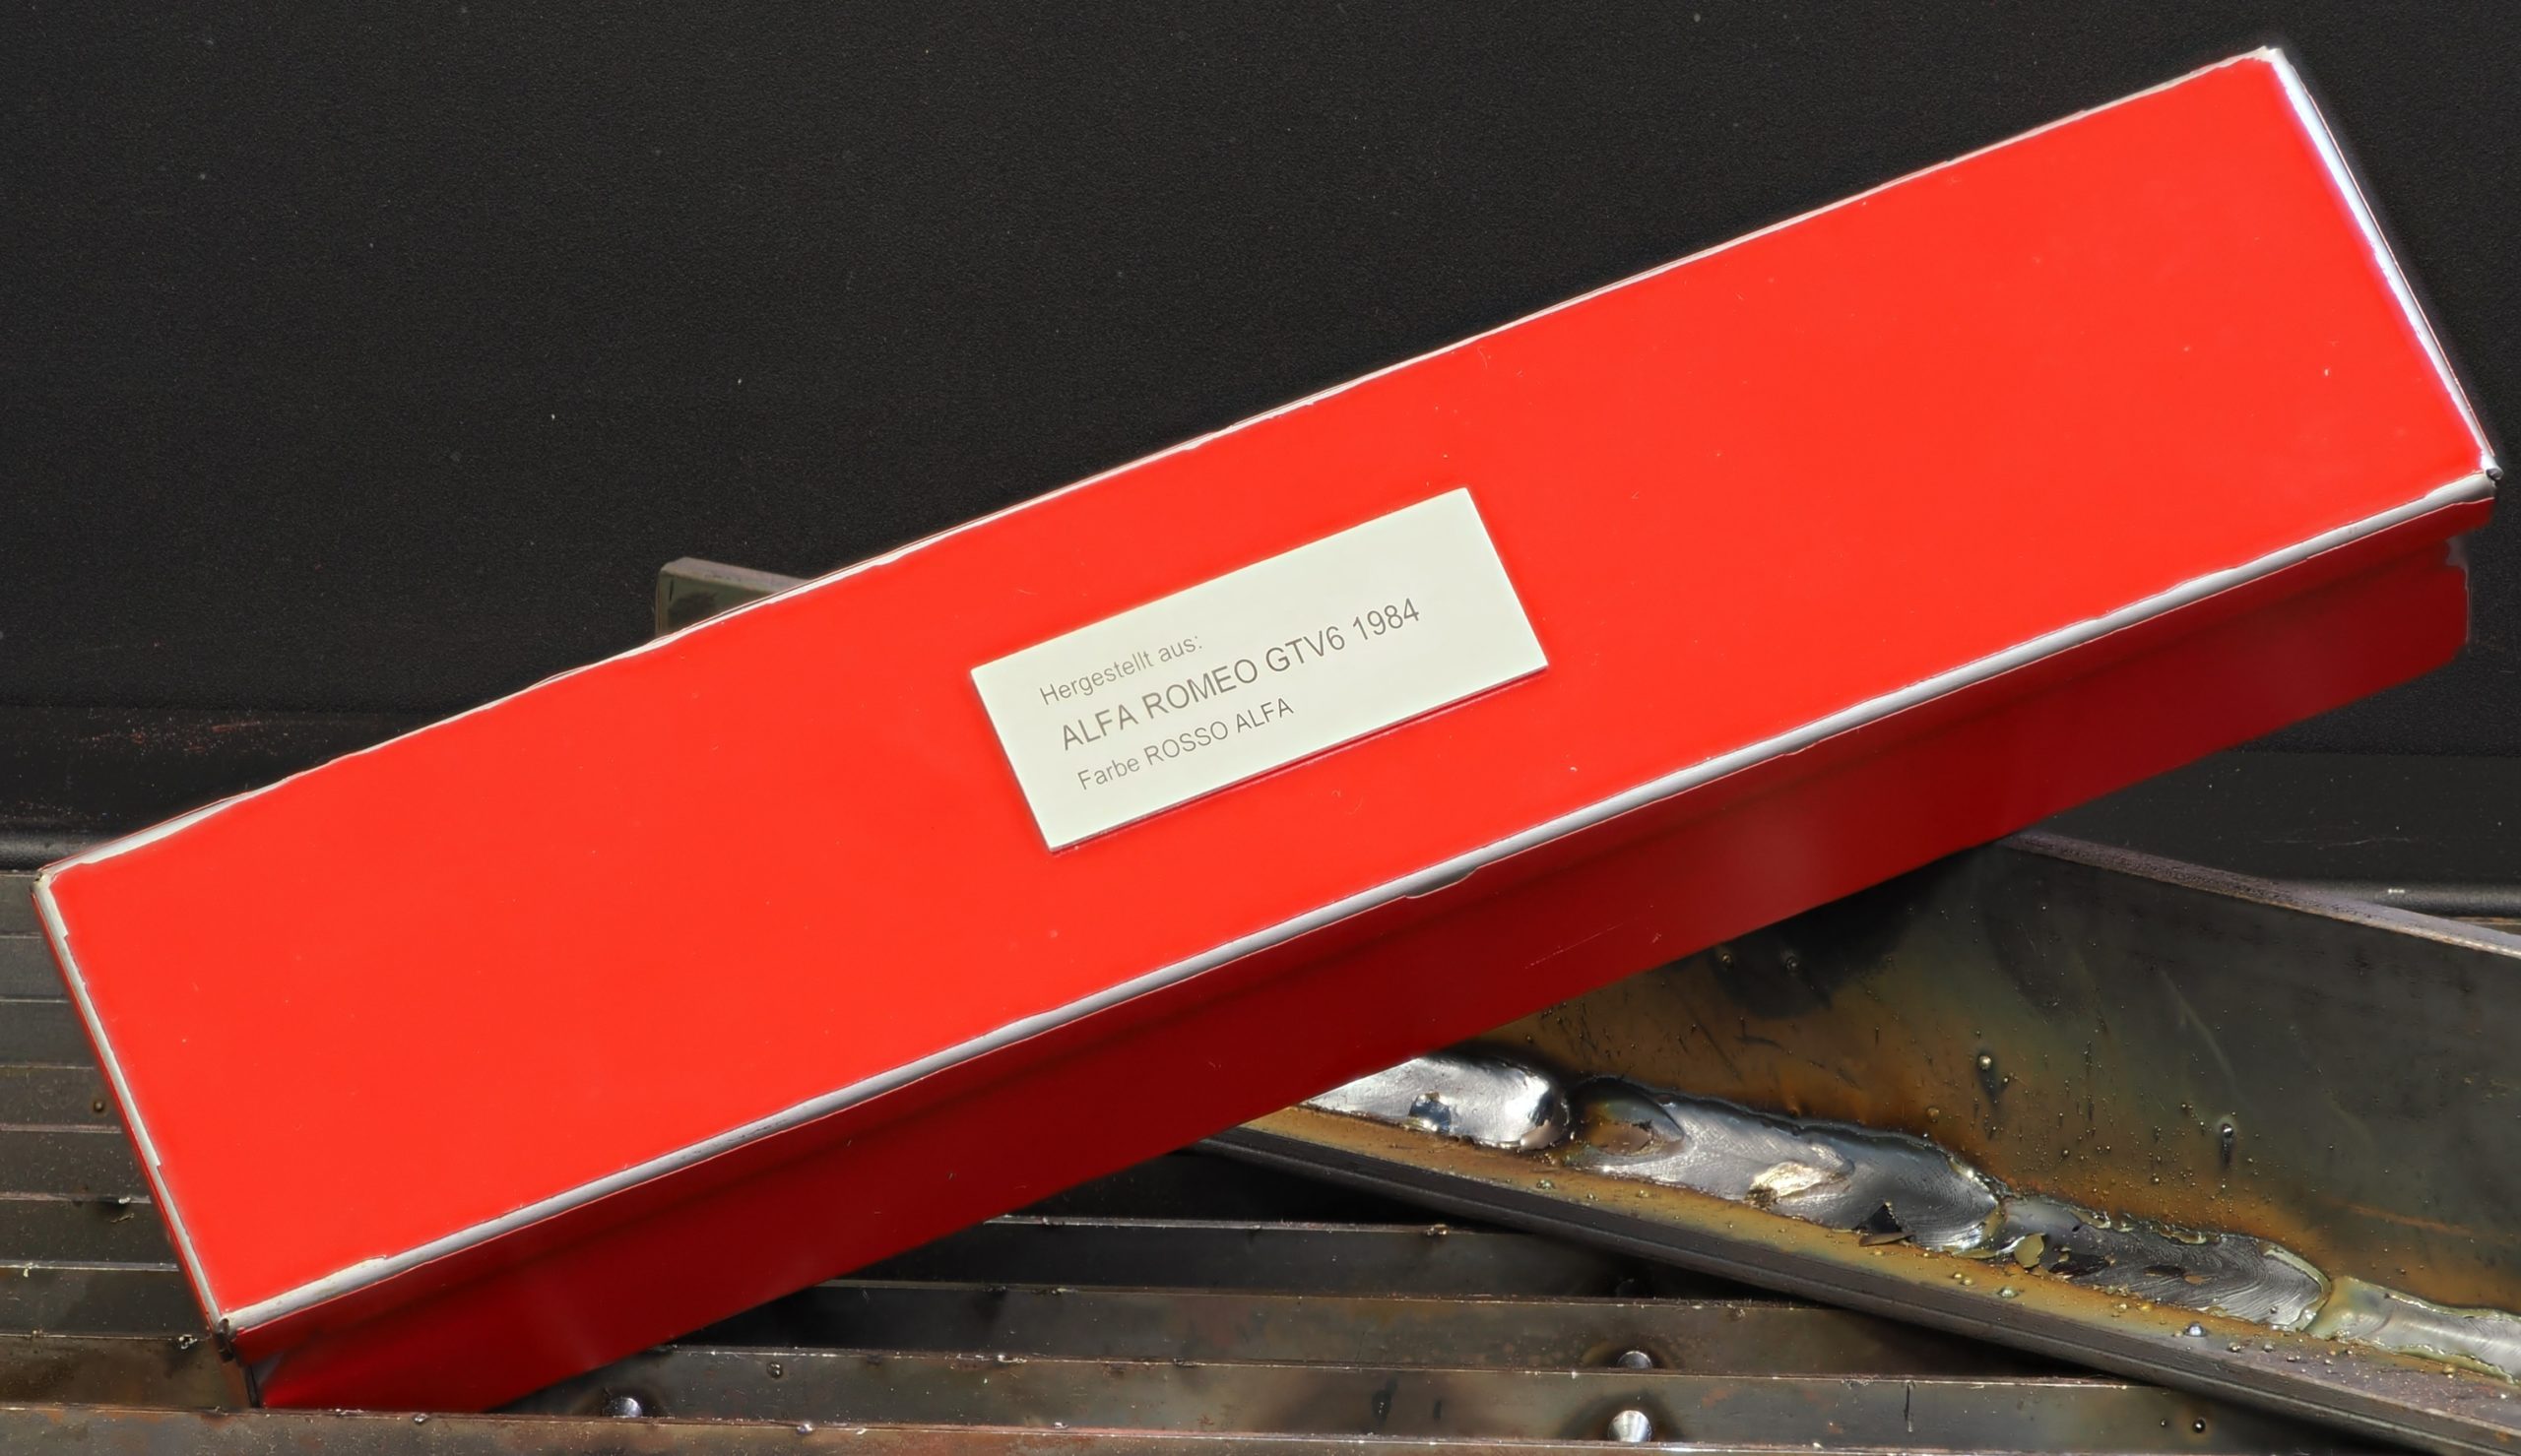 Hergestellt aus:
ALFA ROMEO GTV6 1984
Farbe ROSSO ALFA